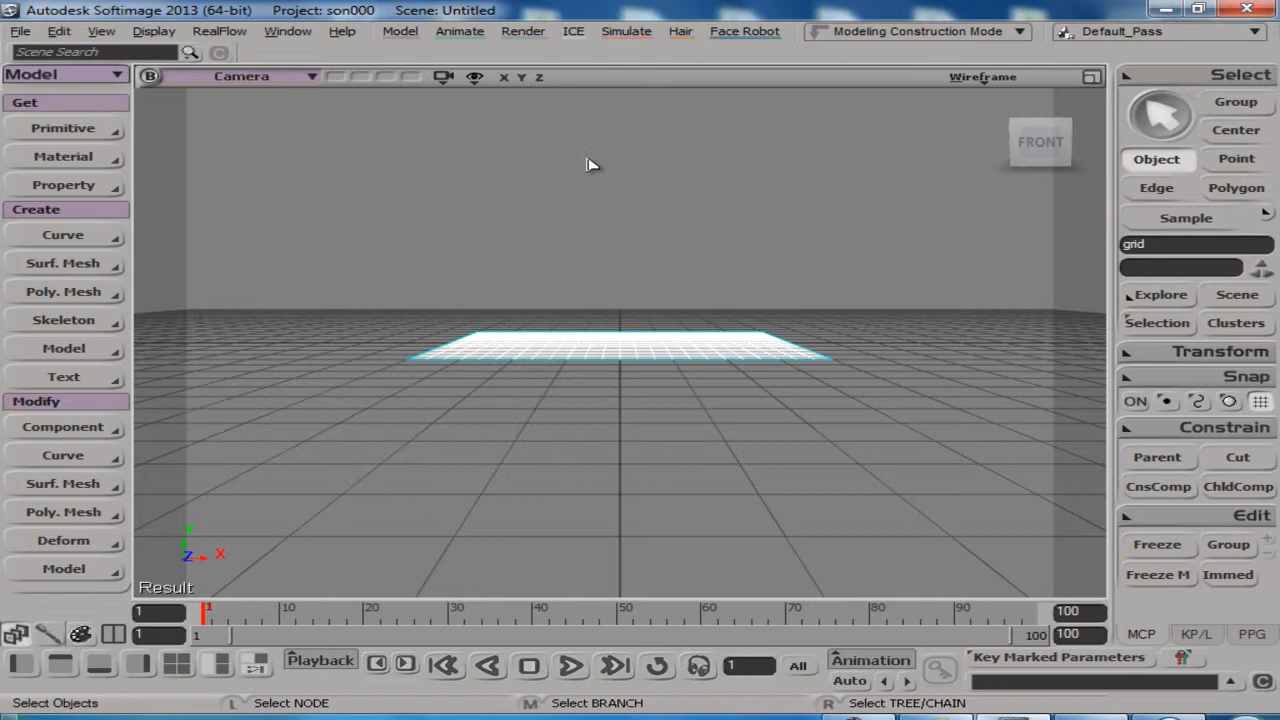 Autodesk Softimage 2013 (64-bit) Project: son000 Scene: Untitled
File Edit View Display RealFlow Window Help Model Animate Render ICE Simulate Hair Face Robot Modeling Construction Mode Default_Pass
Scene Search
Model
B Camera X Y Z Wireframe
Select
Get
Primitive
Material
Property
Create
Curve
Surf. Mesh
Poly. Mesh
Skeleton
Model
Text
Modify
Component
Curve
Surf. Mesh
Poly. Mesh
Deform
Model
FRONT
Y
Z X
Result
Group
Center
Object Point
Edge Polygon
Sample
grid
Explore Scene
Selection Clusters
Transform
Snap
ON
Constrain
Parent Cut
CnsComp ChldComp
Edit
Freeze Group + −
Freeze M Immed
MCP KP/L PPG
1 1 10 20 30 40 50 60 70 80 90 100
1 1 100 100
Playback 1 All Animation Key Marked Parameters
Auto
Select Objects L Select NODE M Select BRANCH R Select TREE/CHAIN